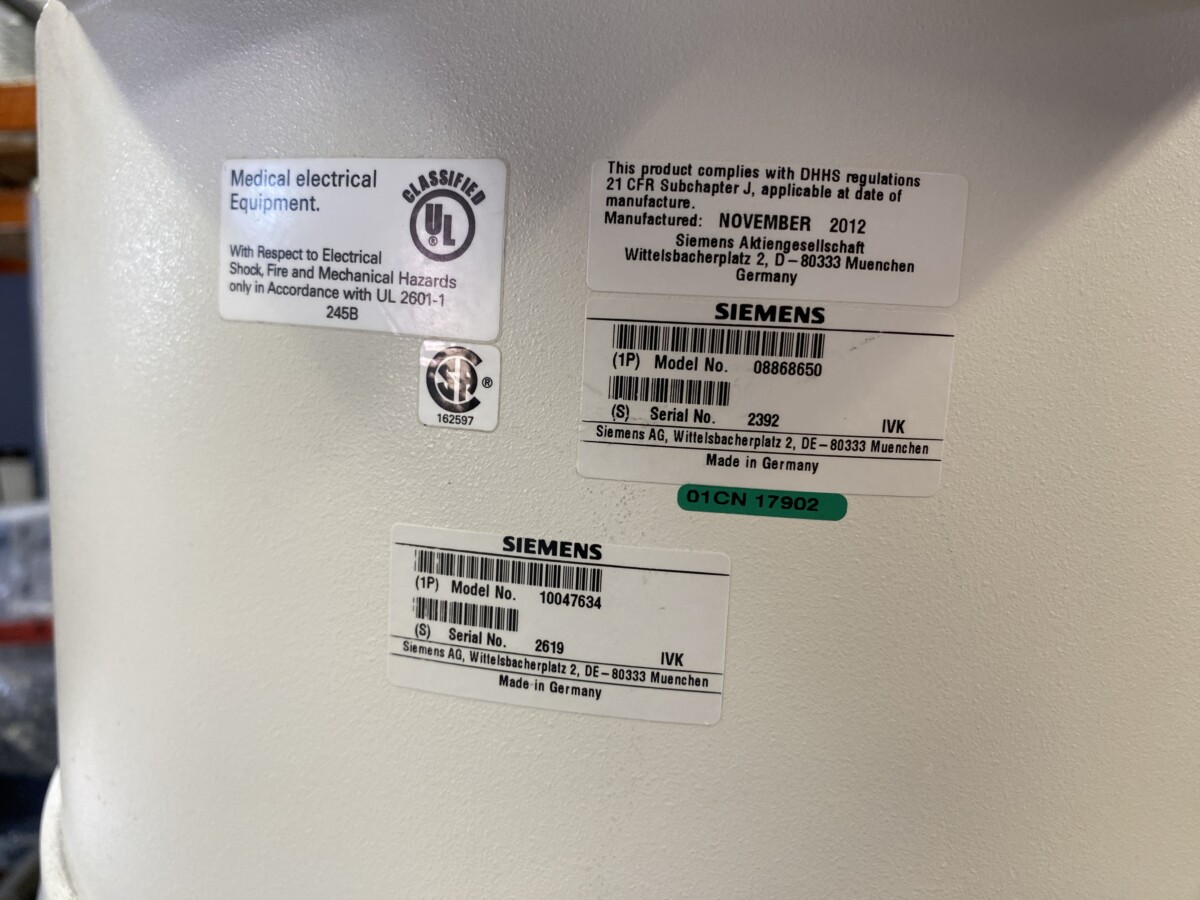 Medical electrical
Equipment.
CLASSIFIED
UL
®
With Respect to Electrical
Shock, Fire and Mechanical Hazards
only in Accordance with UL 2601-1
245B
SA ®
162597
This product complies with DHHS regulations
21 CFR Subchapter J, applicable at date of
manufacture.
Manufactured: NOVEMBER 2012
Siemens Aktiengesellschaft
Wittelsbacherplatz 2, D-80333 Muenchen
Germany
SIEMENS
(1P) Model No. 08868650
(S) Serial No. 2392 IVK
Siemens AG, Wittelsbacherplatz 2, DE-80333 Muenchen
Made in Germany
01CN 17902
SIEMENS
(1P) Model No. 10047634
(S) Serial No. 2619 IVK
Siemens AG, Wittelsbacherplatz 2, DE-80333 Muenchen
Made in Germany